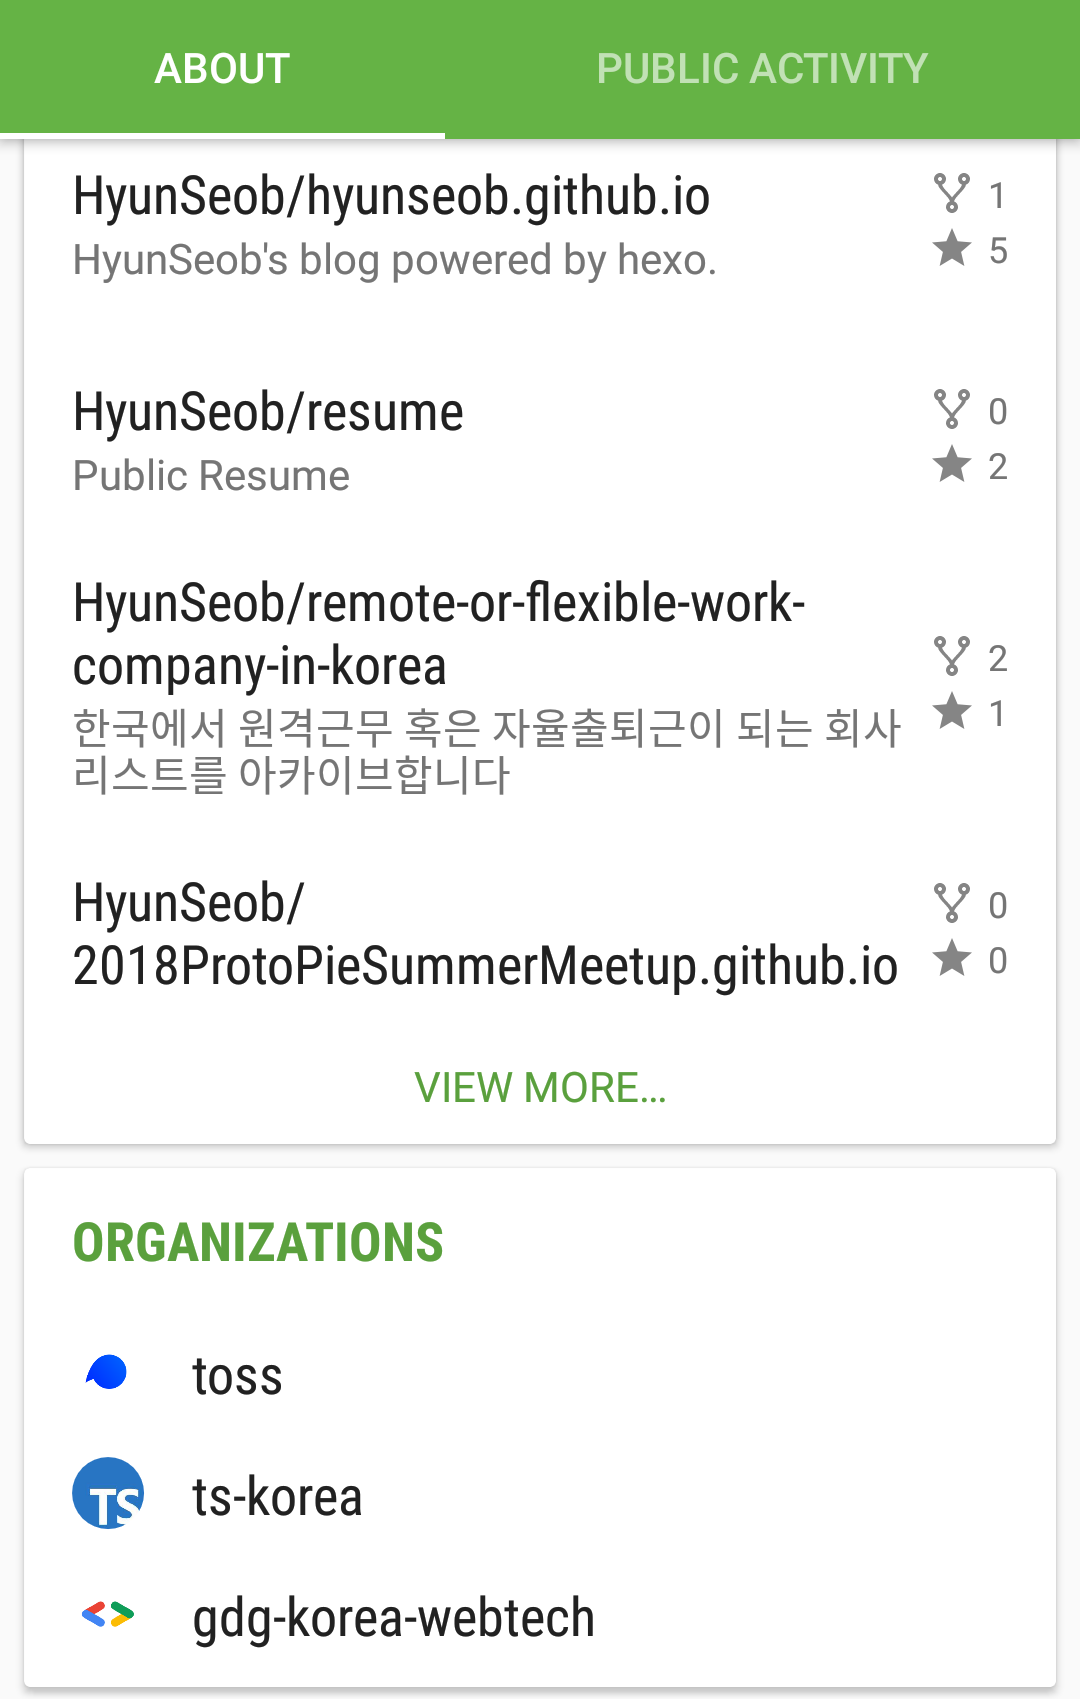 ABOUT
PUBLIC ACTIVITY
HyunSeob/hyunseob.github.io
1
HyunSeob's blog powered by hexo.
5
HyunSeob/resume
0
Public Resume
2
HyunSeob/remote-or-flexible-work-
company-in-korea
2
한국에서 원격근무 혹은 자율출퇴근이 되는 회사
1
리스트를 아카이브합니다
HyunSeob/
0
2018ProtoPieSummerMeetup.github.io
0
VIEW MORE...
ORGANIZATIONS
toss
TS
ts-korea
gdg-korea-webtech